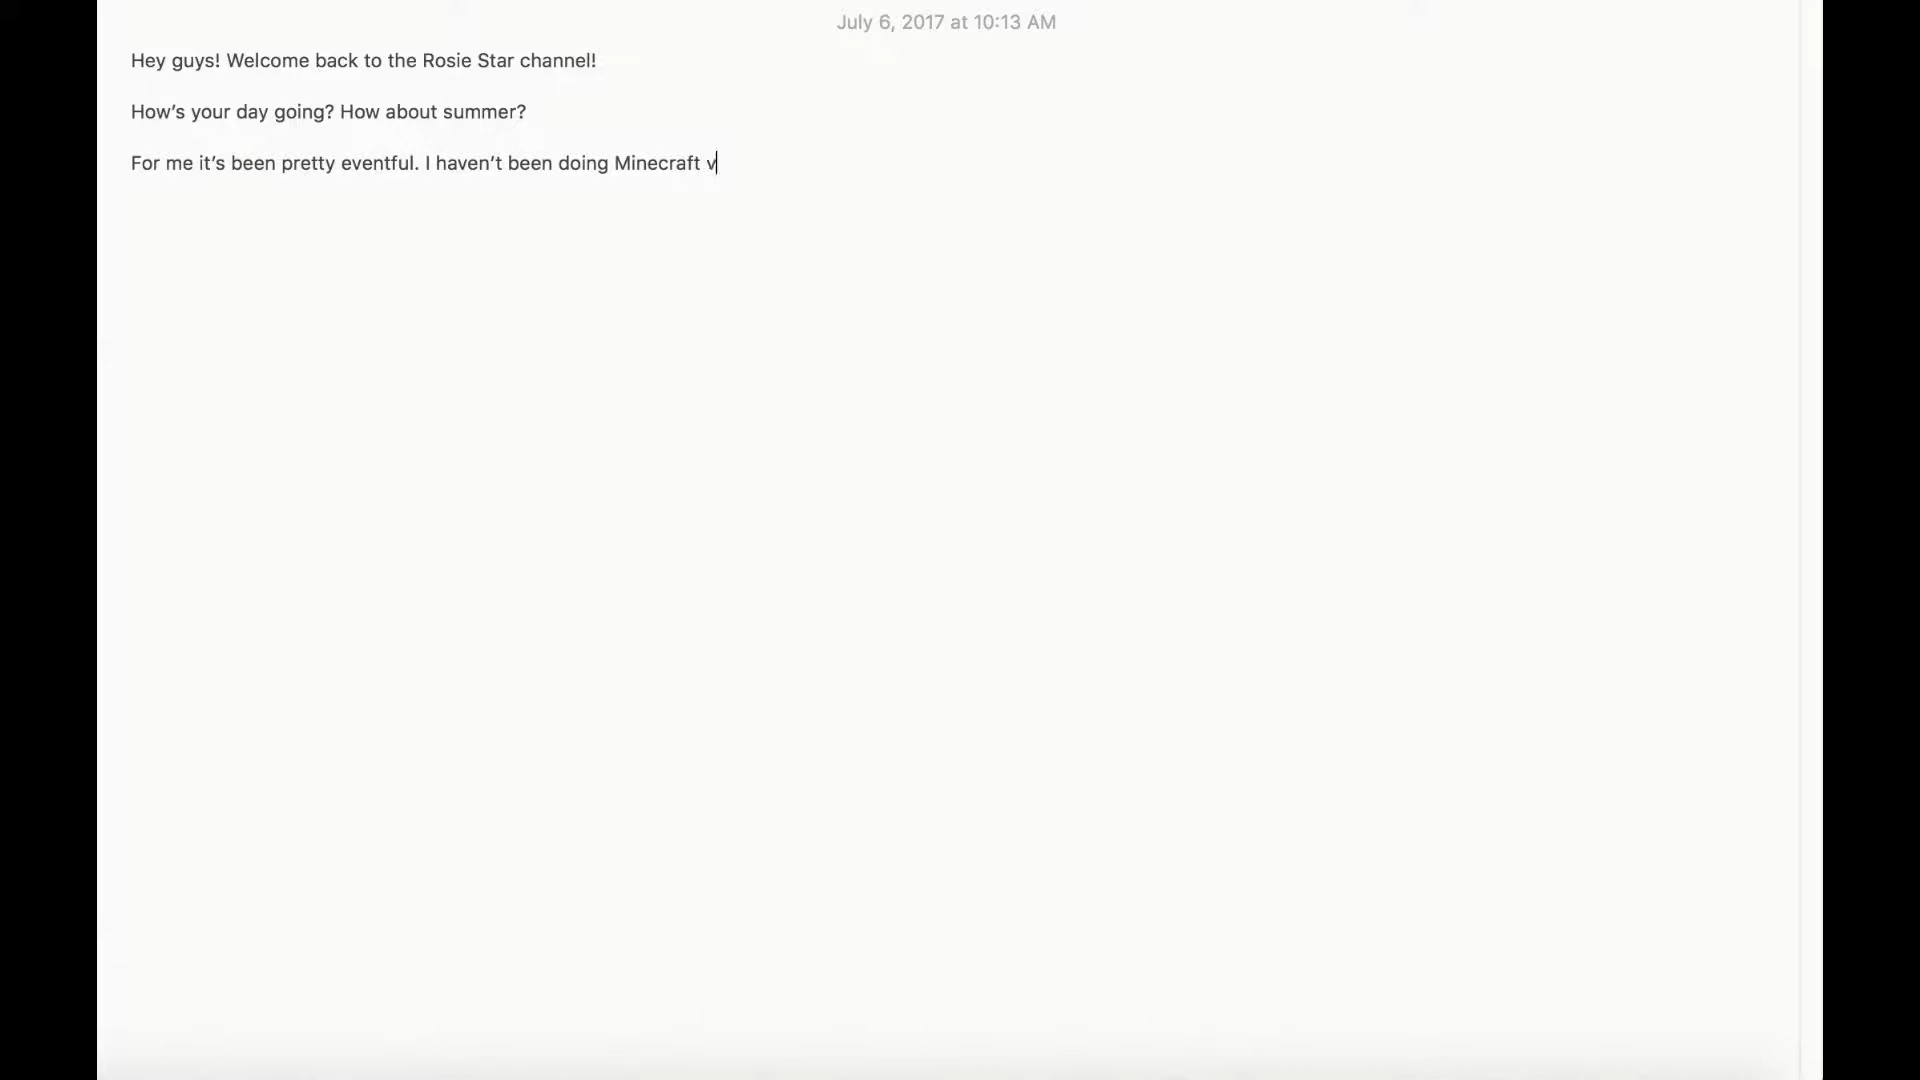 July 6, 2017 at 10:13 AM
Hey guys! Welcome back to the Rosie Star channel!
How’s your day going? How about summer?
For me it’s been pretty eventful. I haven’t been doing Minecraft v